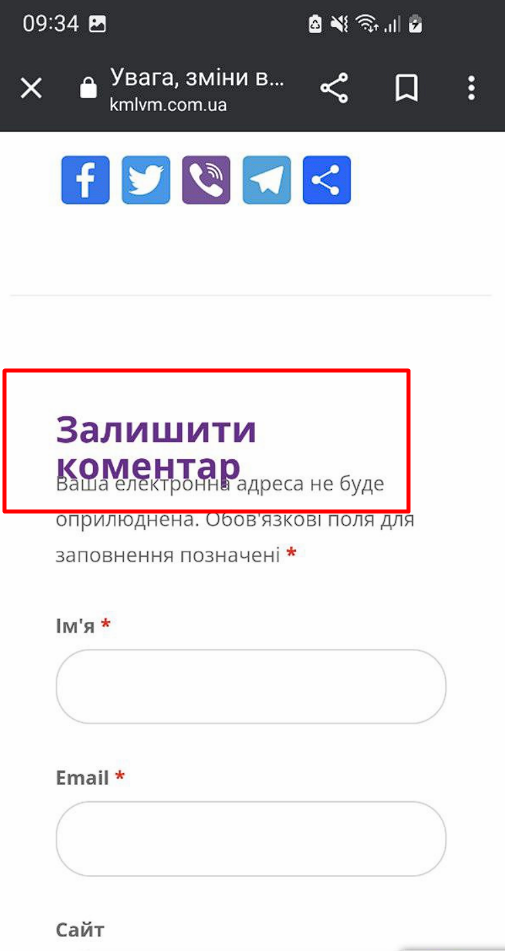 09:34
Увага, зміни в...
kmlvm.com.ua
Залишити
коментар
Ваша електронна адреса не буде
оприлюднена. Обов'язкові поля для
заповнення позначені *
Ім'я *
Email *
Сайт